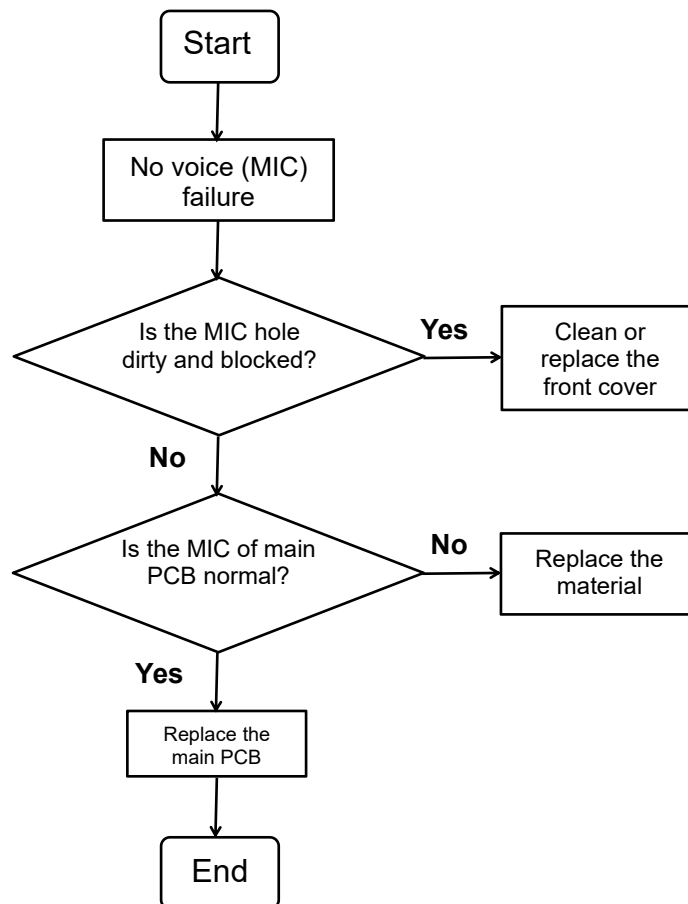 Start
No voice (MIC)
failure
Is the MIC hole
dirty and blocked?
Yes
Clean or
replace the
front cover
No
Is the MIC of main
PCB normal?
No
Replace the
material
Yes
Replace the
main PCB
End